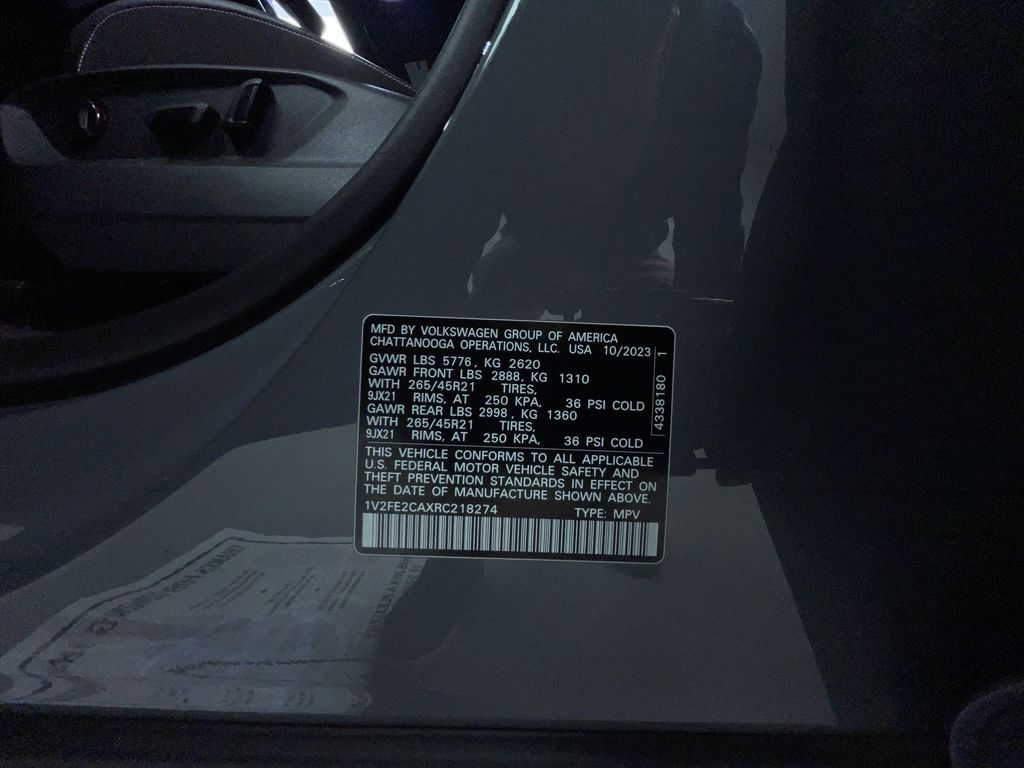 MFD BY VOLKSWAGEN GROUP OF AMERICA
CHATTANOOGA OPERATIONS, LLC. USA 10/2023
GVWR LBS 5776, KG 2620
GAWR FRONT LBS 2888, KG 1310
WITH 265/45R21 TIRES,
9JX21 RIMS, AT 250 KPA, 36 PSI COLD
GAWR REAR LBS 2998, KG 1360
WITH 265/45R21 TIRES,
9JX21 RIMS, AT 250 KPA, 36 PSI COLD
4338180 1
THIS VEHICLE CONFORMS TO ALL APPLICABLE
U.S. FEDERAL MOTOR VEHICLE SAFETY AND
THEFT PREVENTION STANDARDS IN EFFECT ON
THE DATE OF MANUFACTURE SHOWN ABOVE.
1V2FE2CAXRC218274 TYPE: MPV